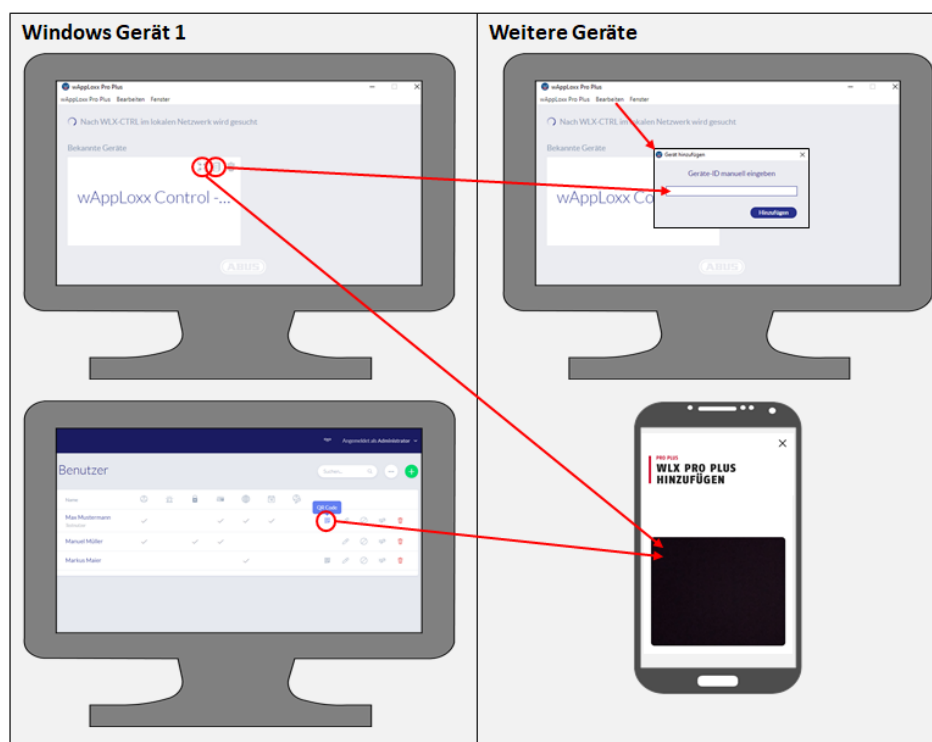 Windows Gerät 1
wAppLoxx Pro Plus
wAppLoxx Pro Plus Bearbeiten Fenster
Nach WLX-CTRL im lokalen Netzwerk wird gesucht
Bekannte Geräte
wAppLoxx Control -...
ABUS
Angemeldet als Administrator
Benutzer
Suchen...
Name
QR Code
Max Mustermann
Manuel Müller
Markus Maier
Weitere Geräte
wAppLoxx Pro Plus
wAppLoxx Pro Plus Bearbeiten Fenster
Nach WLX-CTRL im lokalen Netzwerk wird gesucht
Bekannte Geräte
Gerät hinzufügen
Geräte-ID manuell eingeben
Hinzufügen
wAppLoxx Co
ABUS
PRO PLUS
WLX PRO PLUS
HINZUFÜGEN